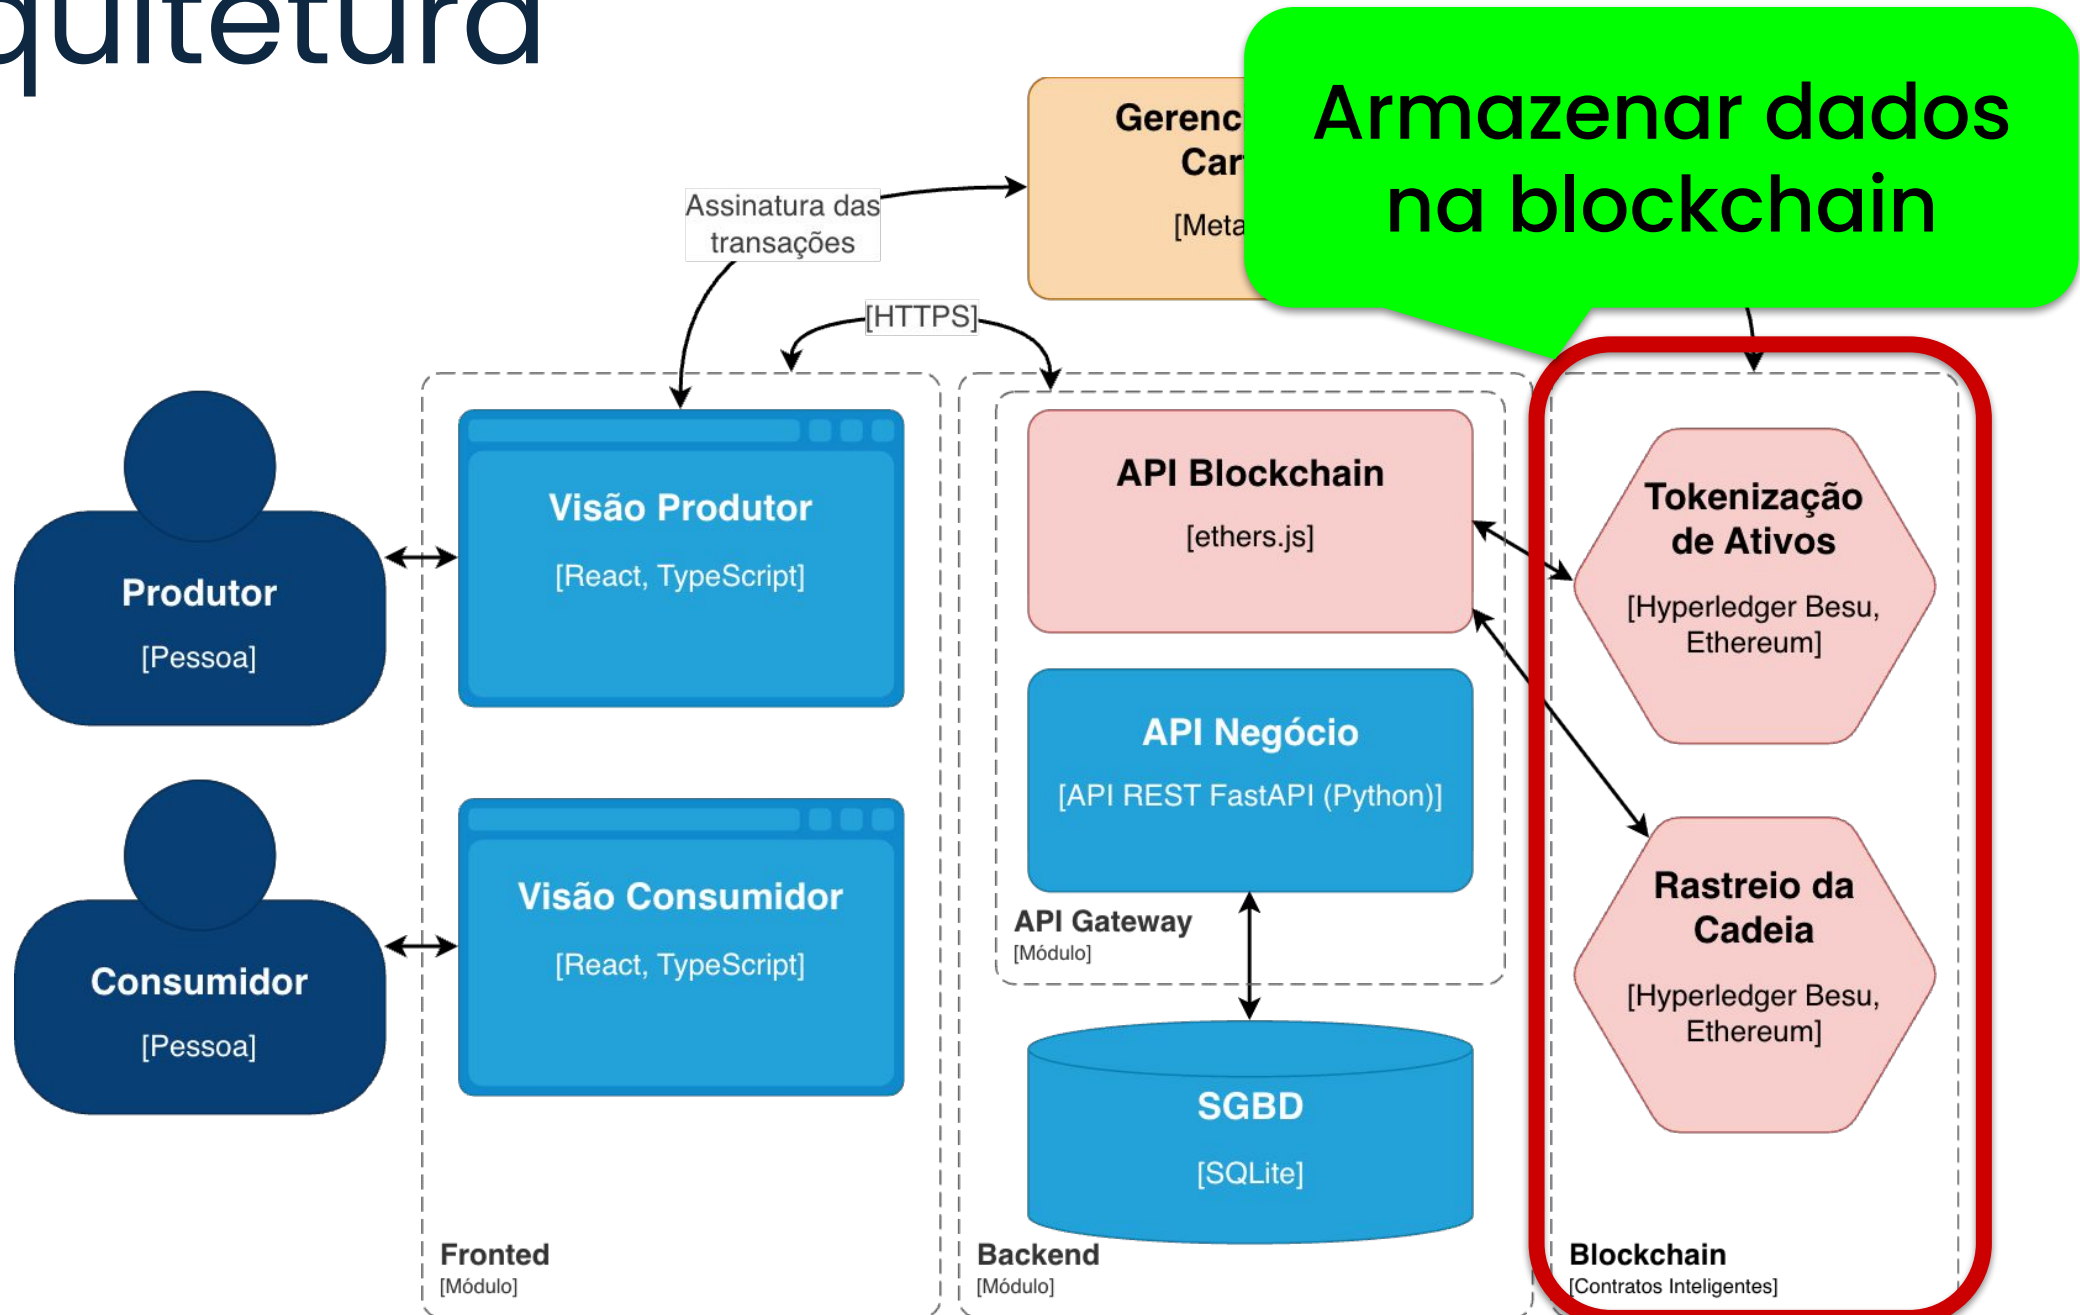 quitetura
Armazenar dados
na blockchain
Gerenc
Car
[Meta
Assinatura das
transações
[HTTPS]
Produtor
[Pessoa]
Consumidor
[Pessoa]
Visão Produtor
[React, TypeScript]
Visão Consumidor
[React, TypeScript]
Fronted
[Módulo]
API Blockchain
[ethers.js]
API Negócio
[API REST FastAPI (Python)]
API Gateway
[Módulo]
SGBD
[SQLite]
Backend
[Módulo]
Tokenização
de Ativos
[Hyperledger Besu,
Ethereum]
Rastreio da
Cadeia
[Hyperledger Besu,
Ethereum]
Blockchain
[Contratos Inteligentes]